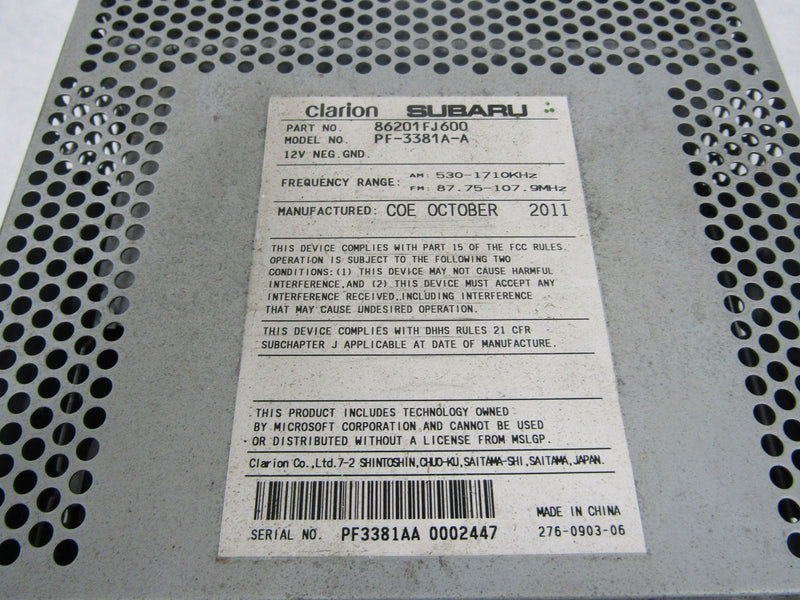 clarion SUBARU
PART NO. 86201FJ600
MODEL NO. PF-3381A-A
12V NEG.GND.
FREQUENCY RANGE: AM: 530-1710KHz
FM: 87.75-107.9MHz
MANUFACTURED: COE OCTOBER 2011
THIS DEVICE COMPLIES WITH PART 15 OF THE FCC RULES.
OPERATION IS SUBJECT TO THE FOLLOWING TWO
CONDITIONS: (1) THIS DEVICE MAY NOT CAUSE HARMFUL
INTERFERENCE, AND (2) THIS DEVICE MUST ACCEPT ANY
INTERFERENCE RECEIVED, INCLUDING INTERFERENCE
THAT MAY CAUSE UNDESIRED OPERATION.
THIS DEVICE COMPLIES WITH DHHS RULES 21 CFR
SUBCHAPTER J APPLICABLE AT DATE OF MANUFACTURE.
THIS PRODUCT INCLUDES TECHNOLOGY OWNED
BY MICROSOFT CORPORATION AND CANNOT BE USED
OR DISTRIBUTED WITHOUT A LICENSE FROM MSLGP.
Clarion Co.,Ltd.7-2 SHINTOSHIN,CHUO-KU,SAITAMA-SHI,SAITAMA,JAPAN.
SERIAL NO. PF3381AA 0002447
MADE IN CHINA
276-0903-06